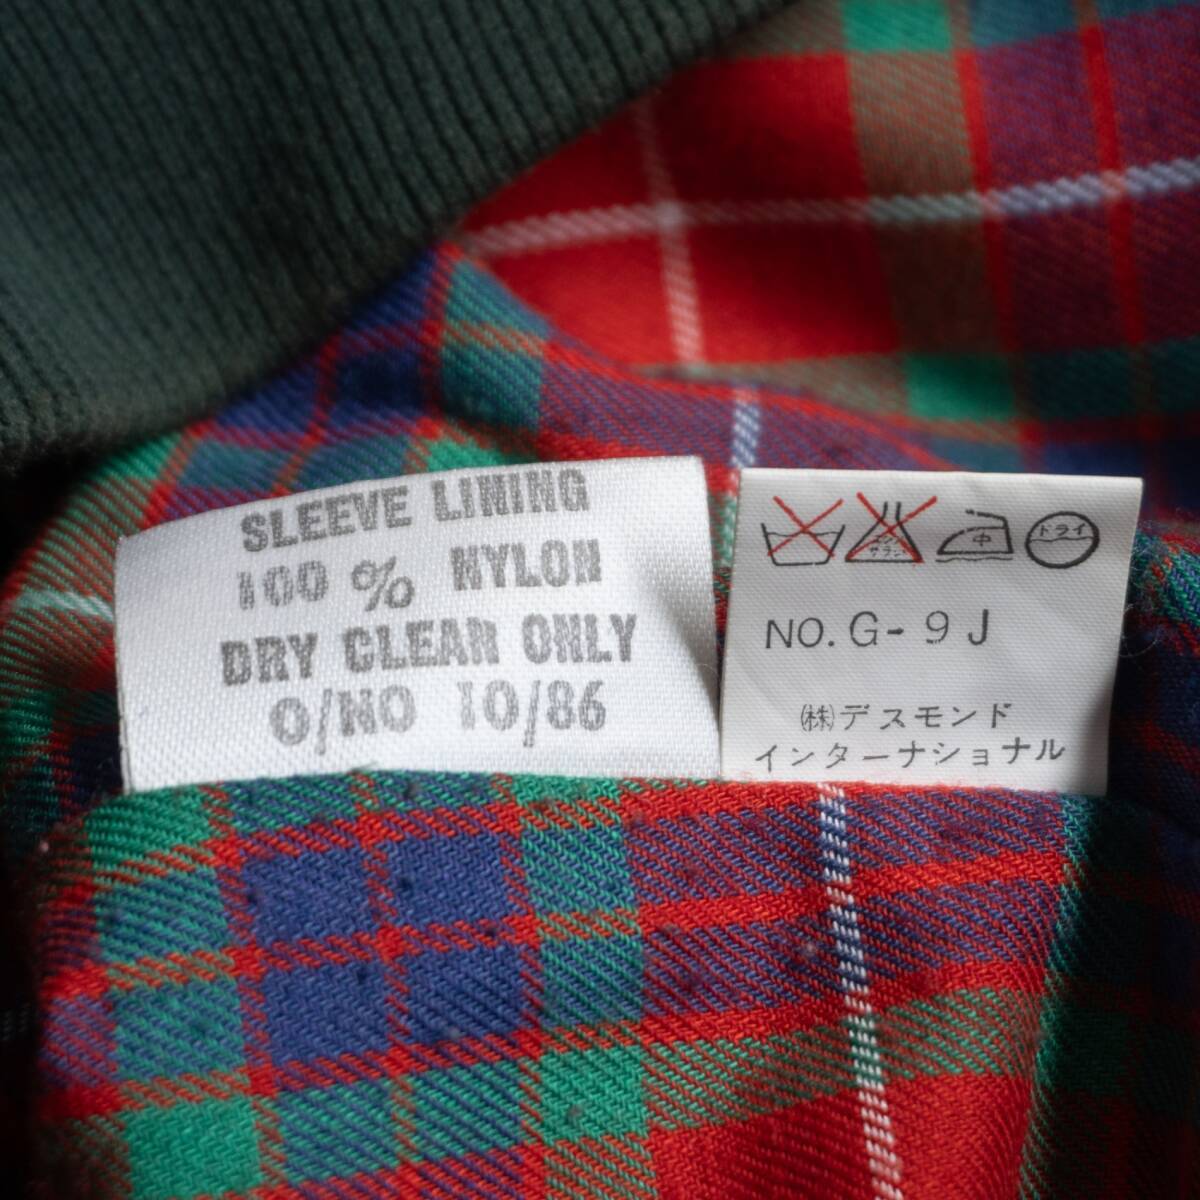 SLEEVE LINING
100 % NYLON
DRY CLEAR ONLY
O/NO 10/86
中
ドライ
NO. G-9J
㈱デスモンド
インターナショナル